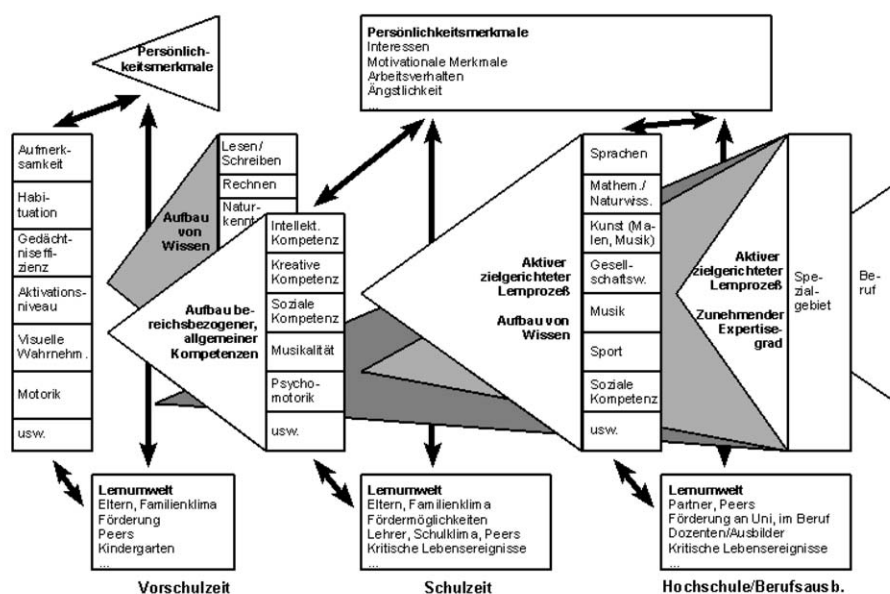 Persönlich-
keitsmerkmale
Persönlichkeitsmerkmale
Interessen
Motivationale Merkmale
Arbeitsverhalten
Ängstlichkeit
...
Aufmerk-
samkeit
Habi-
tuation
Gedächt-
niseffi-
zienz
Aktivations-
niveau
Visuelle
Wahrnehm.
Motorik
usw.
Aufbau
von
Wissen
Lesen/
Schreiben
Rechnen
Natur-
kennt
Aufbau be-
reichsbezogener,
allgemeiner
Kompetenzen
Intellekt.
Kompetenz
Kreative
Kompetenz
Soziale
Kompetenz
Musikalität
Psycho-
motorik
usw.
Aktiver
zielgerichteter
Lernprozeß
Aufbau von
Wissen
Sprachen
Mathem./
Naturwiss.
Kunst (Ma-
len, Musik)
Gesell-
schaftsw.
Musik
Sport
Soziale
Kompetenz
usw.
Aktiver
zielgerichteter
Lernprozeß
Zunehmender
Expertise-
grad
Spe-
zial-
gebiet
Be-
ruf
Lernumwelt
Eltern, Familienklima
Förderung
Peers
Kindergarten
...
Lernumwelt
Eltern, Familienklima
Fördermöglichkeiten
Lehrer, Schulklima, Peers
Kritische Lebensereignisse
...
Lernumwelt
Partner, Peers
Förderung an Uni, im Beruf
Dozenten/Ausbilder
Kritische Lebensereignisse
...
Vorschulzeit
Schulzeit
Hochschule/Berufsausb.